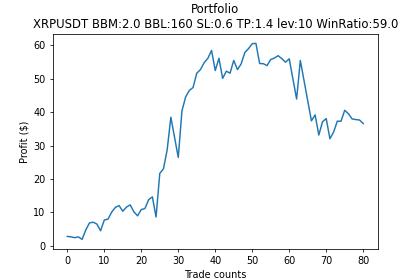 Portfolio
XRPUSDT BBM:2.0 BBL:160 SL:0.6 TP:1.4 lev:10 WinRatio:59.0
Profit ($)
60
50
40
30
20
10
0
0 10 20 30 40 50 60 70 80
Trade counts